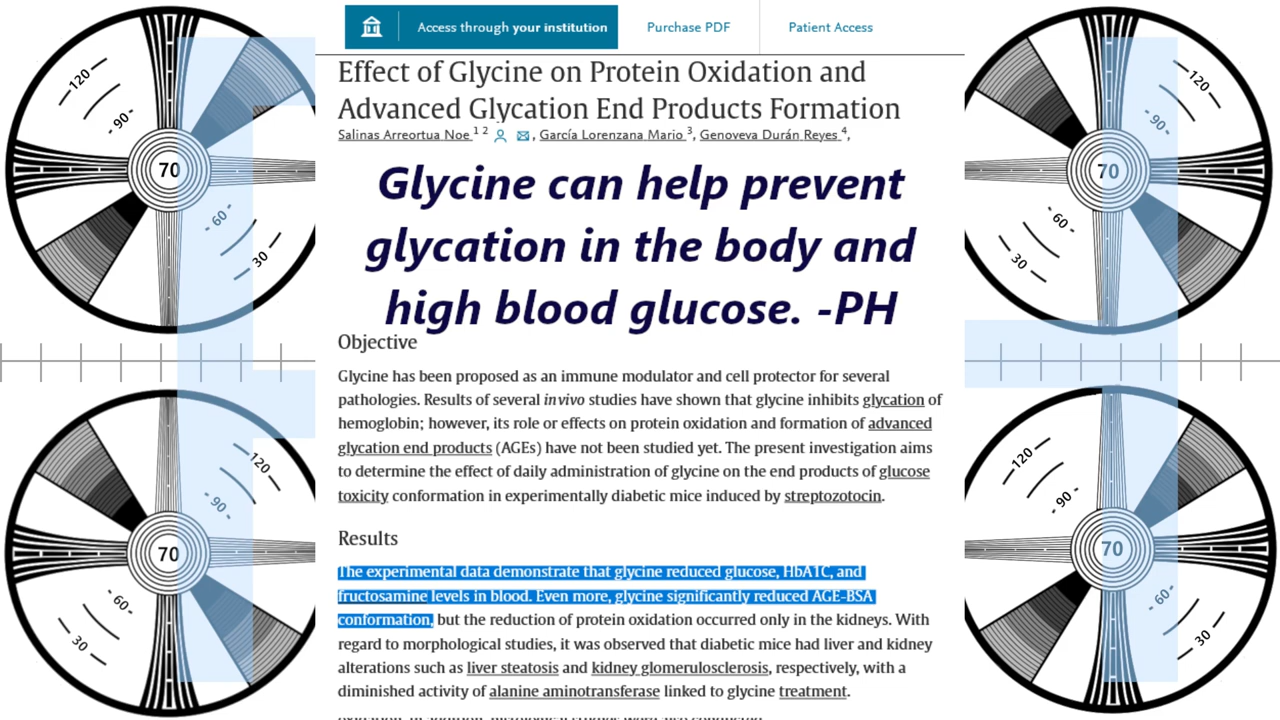 Access through your institution
Purchase PDF
Patient Access
Effect of Glycine on Protein Oxidation and
Advanced Glycation End Products Formation
Salinas Arreortua Noe 1 2 , García Lorenzana Mario 3, Genoveva Durán Reyes 4,
Glycine can help prevent
glycation in the body and
high blood glucose. -PH
Objective
Glycine has been proposed as an immune modulator and cell protector for several
pathologies. Results of several in vivo studies have shown that glycine inhibits glycation of
hemoglobin; however, its role or effects on protein oxidation and formation of advanced
glycation end products (AGEs) have not been studied yet. The present investigation aims
to determine the effect of daily administration of glycine on the end products of glucose
toxicity conformation in experimentally diabetic mice induced by streptozotocin.
Results
The experimental data demonstrate that glycine reduced glucose, HbA1C, and
fructosamine levels in blood. Even more, glycine significantly reduced AGE-BSA
conformation, but the reduction of protein oxidation occurred only in the kidneys. With
regard to morphological studies, it was observed that diabetic mice had liver and kidney
alterations such as liver steatosis and kidney glomerulosclerosis, respectively, with a
diminished activity of alanine aminotransferase linked to glycine treatment.
120
- 90 -
70
- 60 -
30
120
- 90 -
70
- 60 -
30
120
- 90 -
70
- 60 -
30
120
- 90 -
70
- 60 -
30